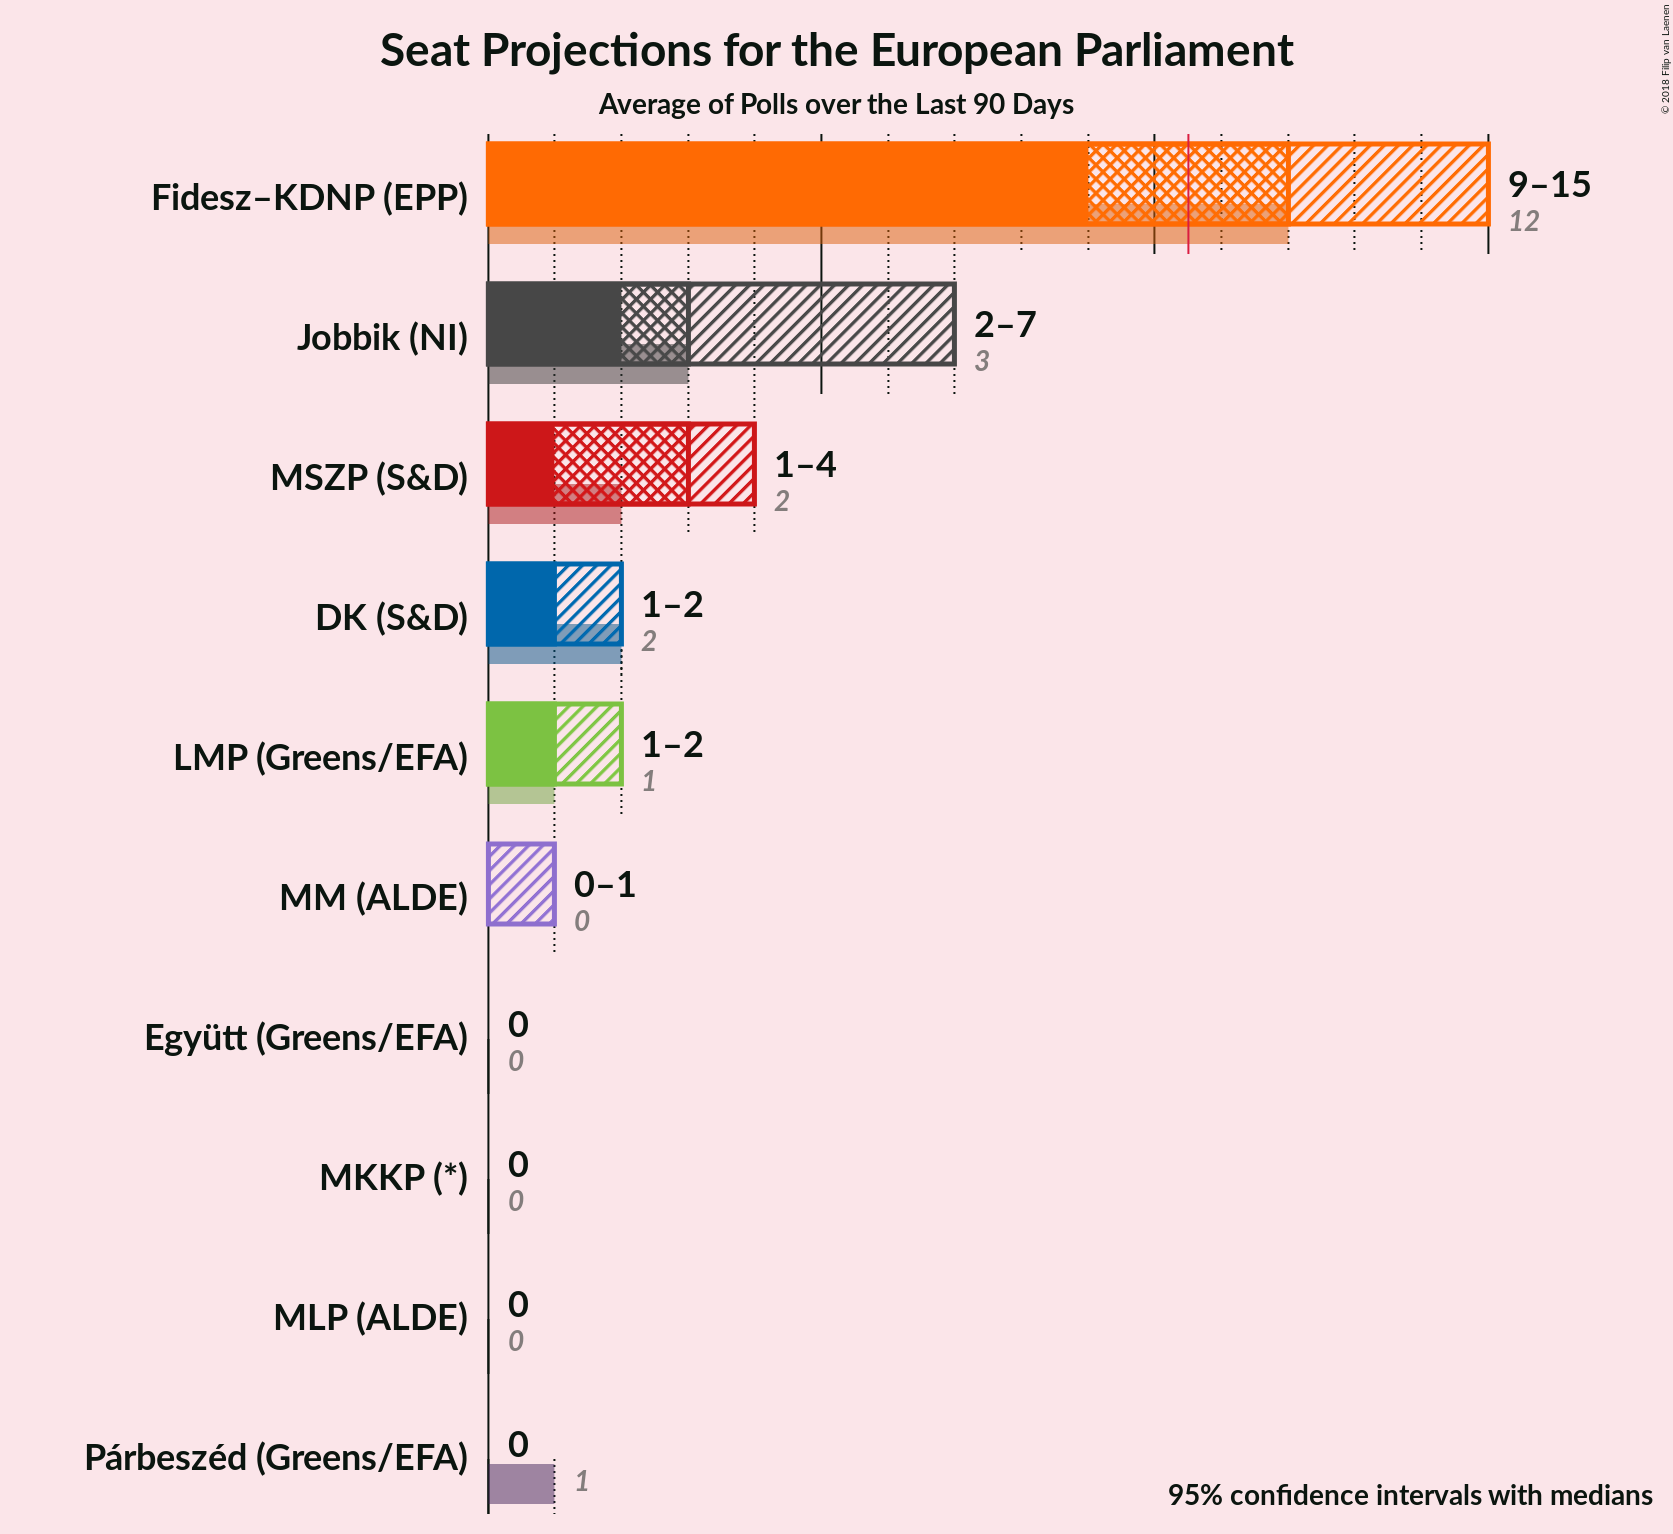 Seat Projections for the European Parliament
Average of Polls over the Last 90 Days
© 2018 Filip van Laenen
Fidesz–KDNP (EPP)
9–15
12
Jobbik (NI)
2–7
3
MSZP (S&D)
1–4
2
DK (S&D)
1–2
2
LMP (Greens/EFA)
1–2
1
MM (ALDE)
0–1
0
Együtt (Greens/EFA)
0
0
MKKP (*)
0
0
MLP (ALDE)
0
0
Párbeszéd (Greens/EFA)
0
1
95% confidence intervals with medians